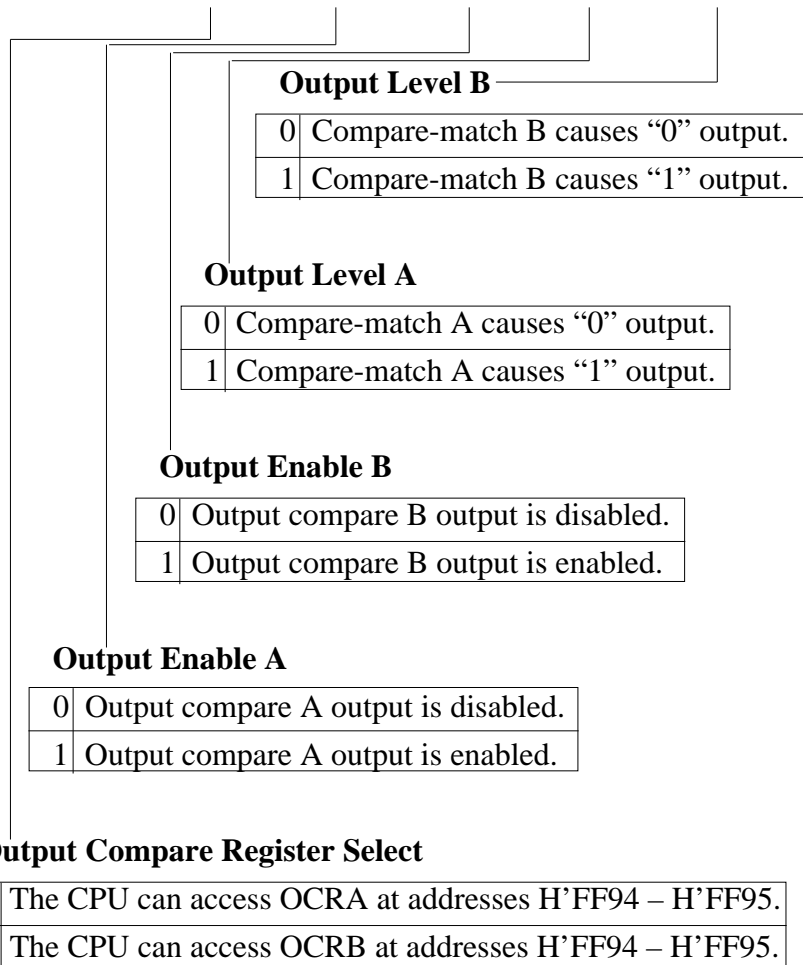 Output Level B
0 Compare-match B causes “0” output.
1 Compare-match B causes “1” output.
Output Level A
0 Compare-match A causes “0” output.
1 Compare-match A causes “1” output.
Output Enable B
0 Output compare B output is disabled.
1 Output compare B output is enabled.
Output Enable A
0 Output compare A output is disabled.
1 Output compare A output is enabled.
Output Compare Register Select
The CPU can access OCRA at addresses H’FF94 – H’FF95.
The CPU can access OCRB at addresses H’FF94 – H’FF95.